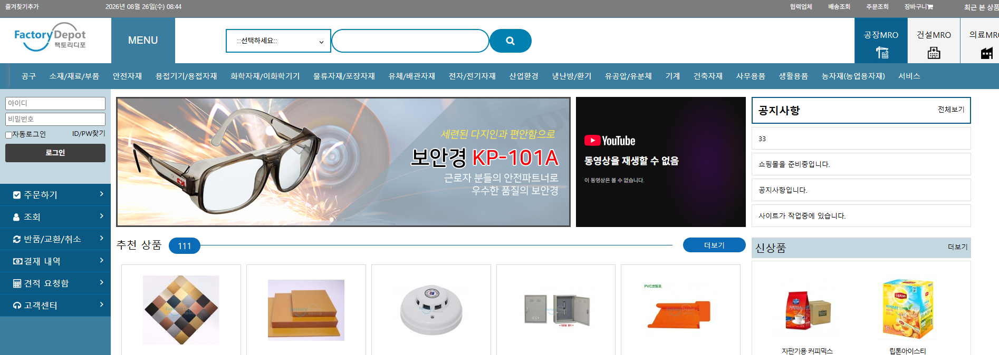 즐겨찾기추가
2026년 08월 26일(수) 08:44
협력업체
배송조회
주문조회
장바구니
최근 본 상품
FactoryDepot
팩토리디포
MENU
::선택하세요::
공장MRO
건설MRO
의료MRO
공구 소재/재료/부품 안전자재 용접기기/용접자재 화학자재/이화학기기 물류자재/포장자재 유체/배관자재 전자/전기자재 산업환경 냉난방/환기 유공압/유분체 기계 건축자재 사무용품 생활용품 농자재(농업용자재) 서비스
아이디
비밀번호
자동로그인 ID/PW찾기
로그인
주문하기
조회
반품/교환/취소
결재 내역
견적 요청함
고객센터
세련된 디자인과 편안함으로
보안경 KP-101A
근로자 분들의 안전파트너로
우수한 품질의 보안경
YouTube
동영상을 재생할 수 없음
이 동영상은 볼 수 없습니다.
공지사항 전체보기
33
쇼핑몰을 준비중입니다.
공지사항입니다.
사이트가 작업중에 있습니다.
추천 상품 111 더보기
PVC코팅포
신상품 더보기
Lipton
자판기용 커피믹스
립톤아이스티